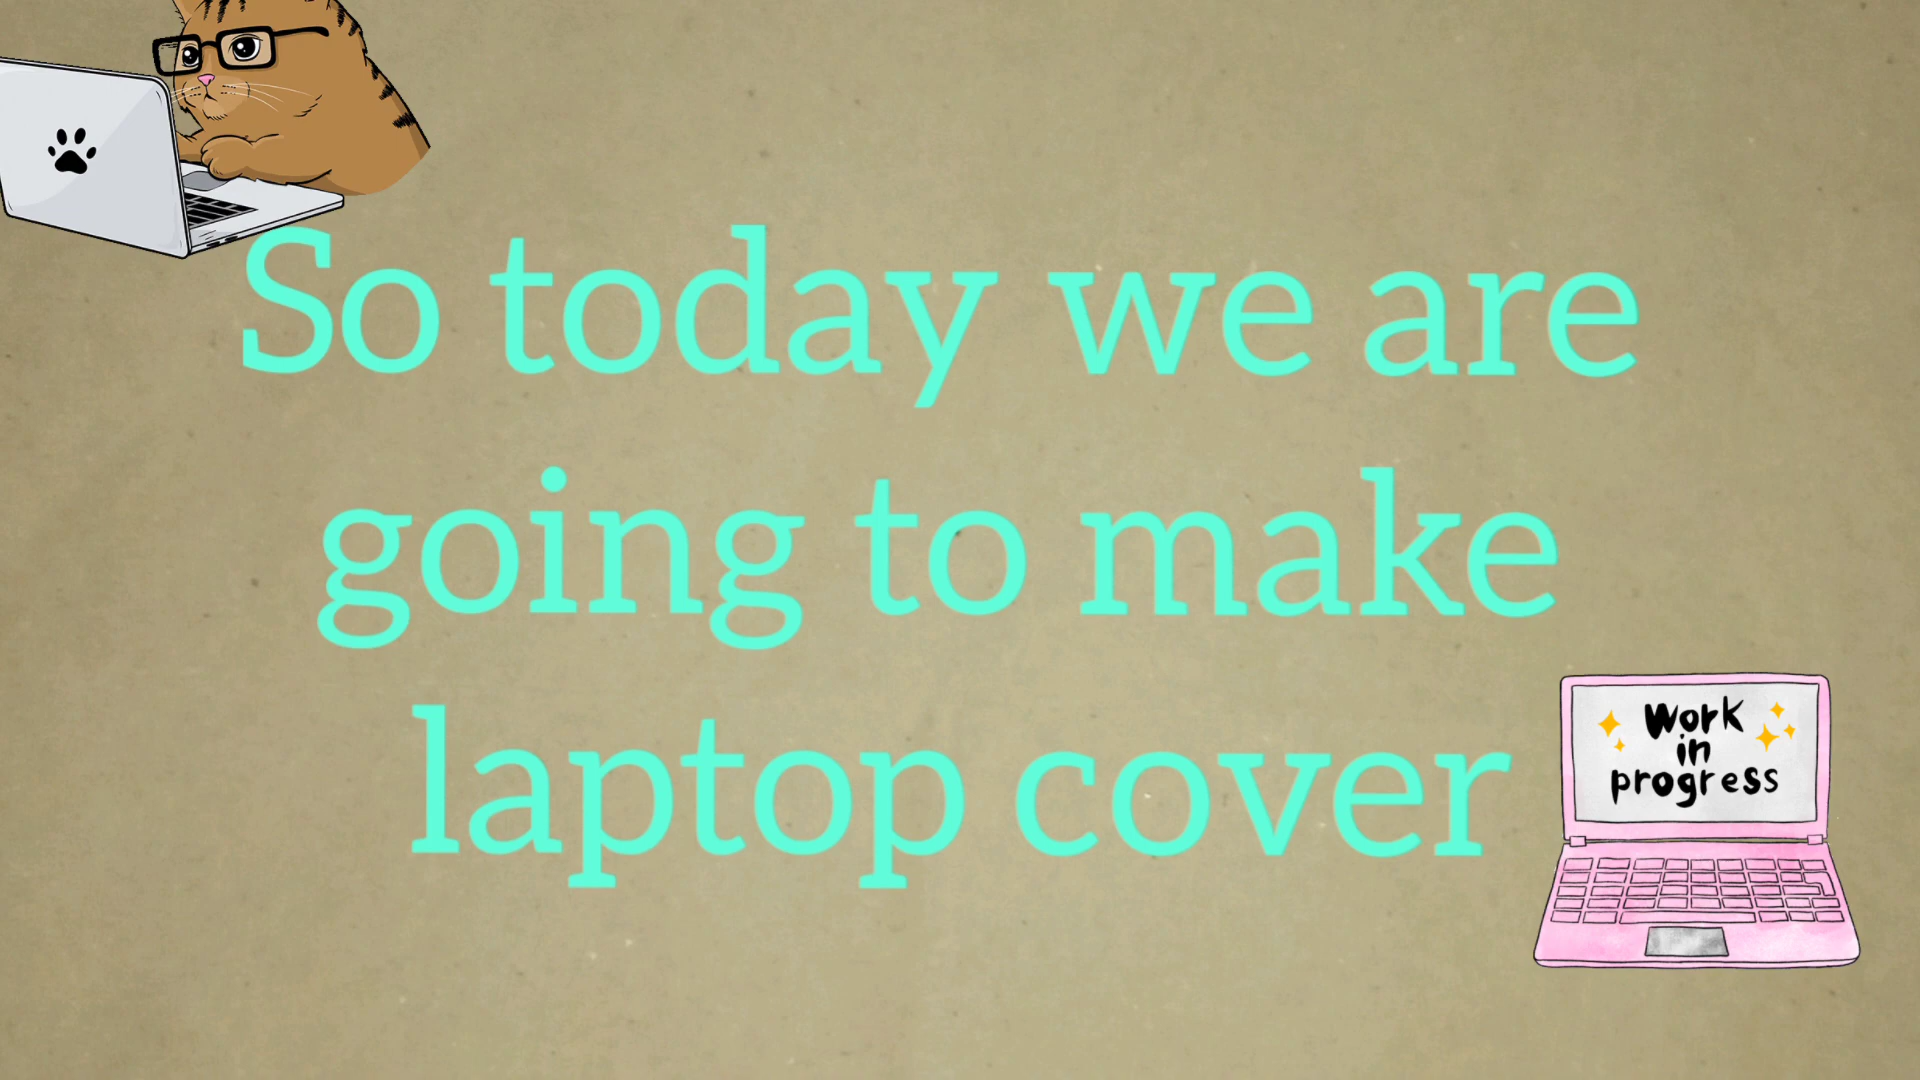 So today we are
going to make
laptop cover
Work
in
progress